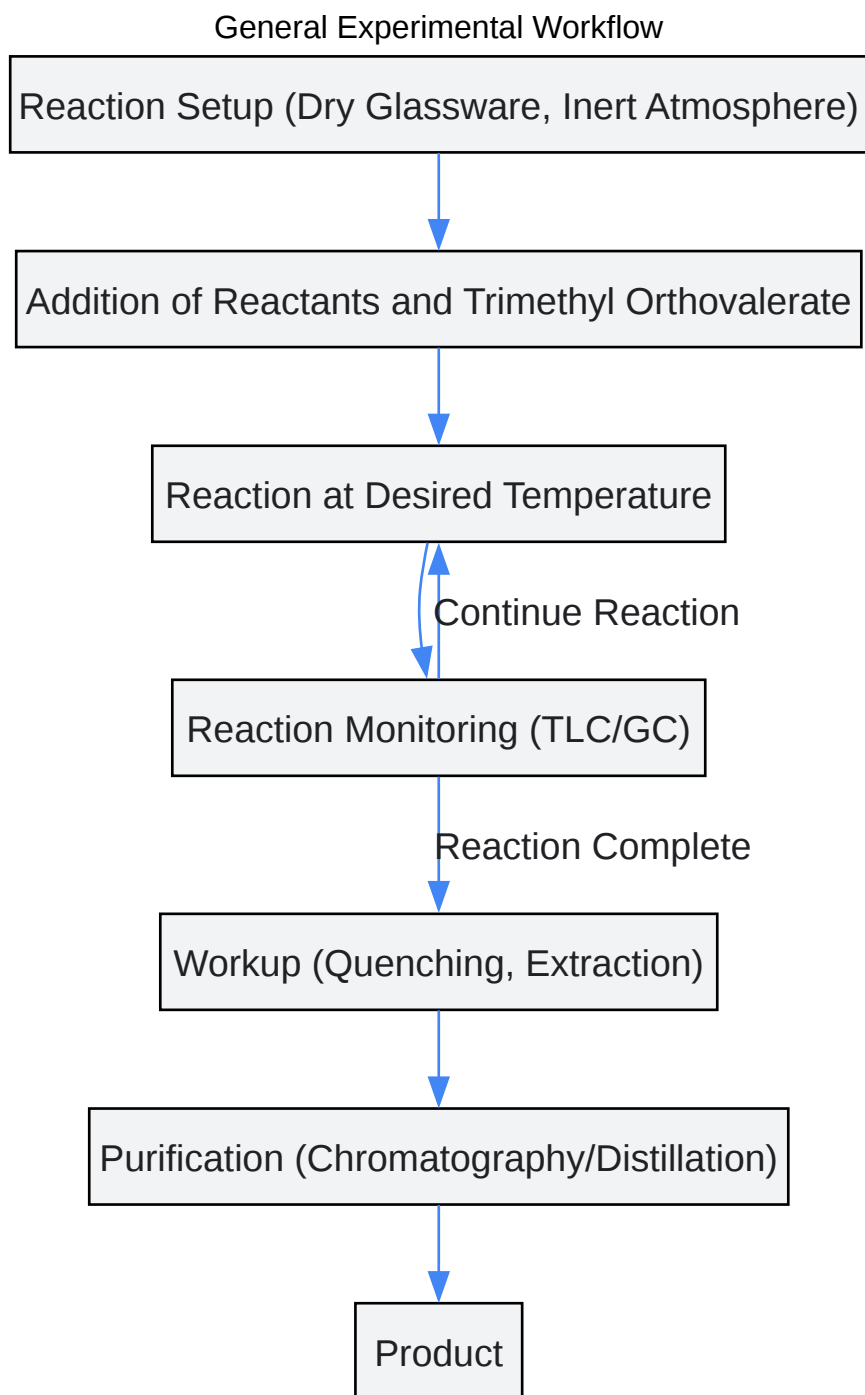 General Experimental Workflow
Reaction Setup (Dry Glassware, Inert Atmosphere)
Addition of Reactants and Trimethyl Orthovalerate
Reaction at Desired Temperature
Continue Reaction
Reaction Monitoring (TLC/GC)
Reaction Complete
Workup (Quenching, Extraction)
Purification (Chromatography/Distillation)
Product